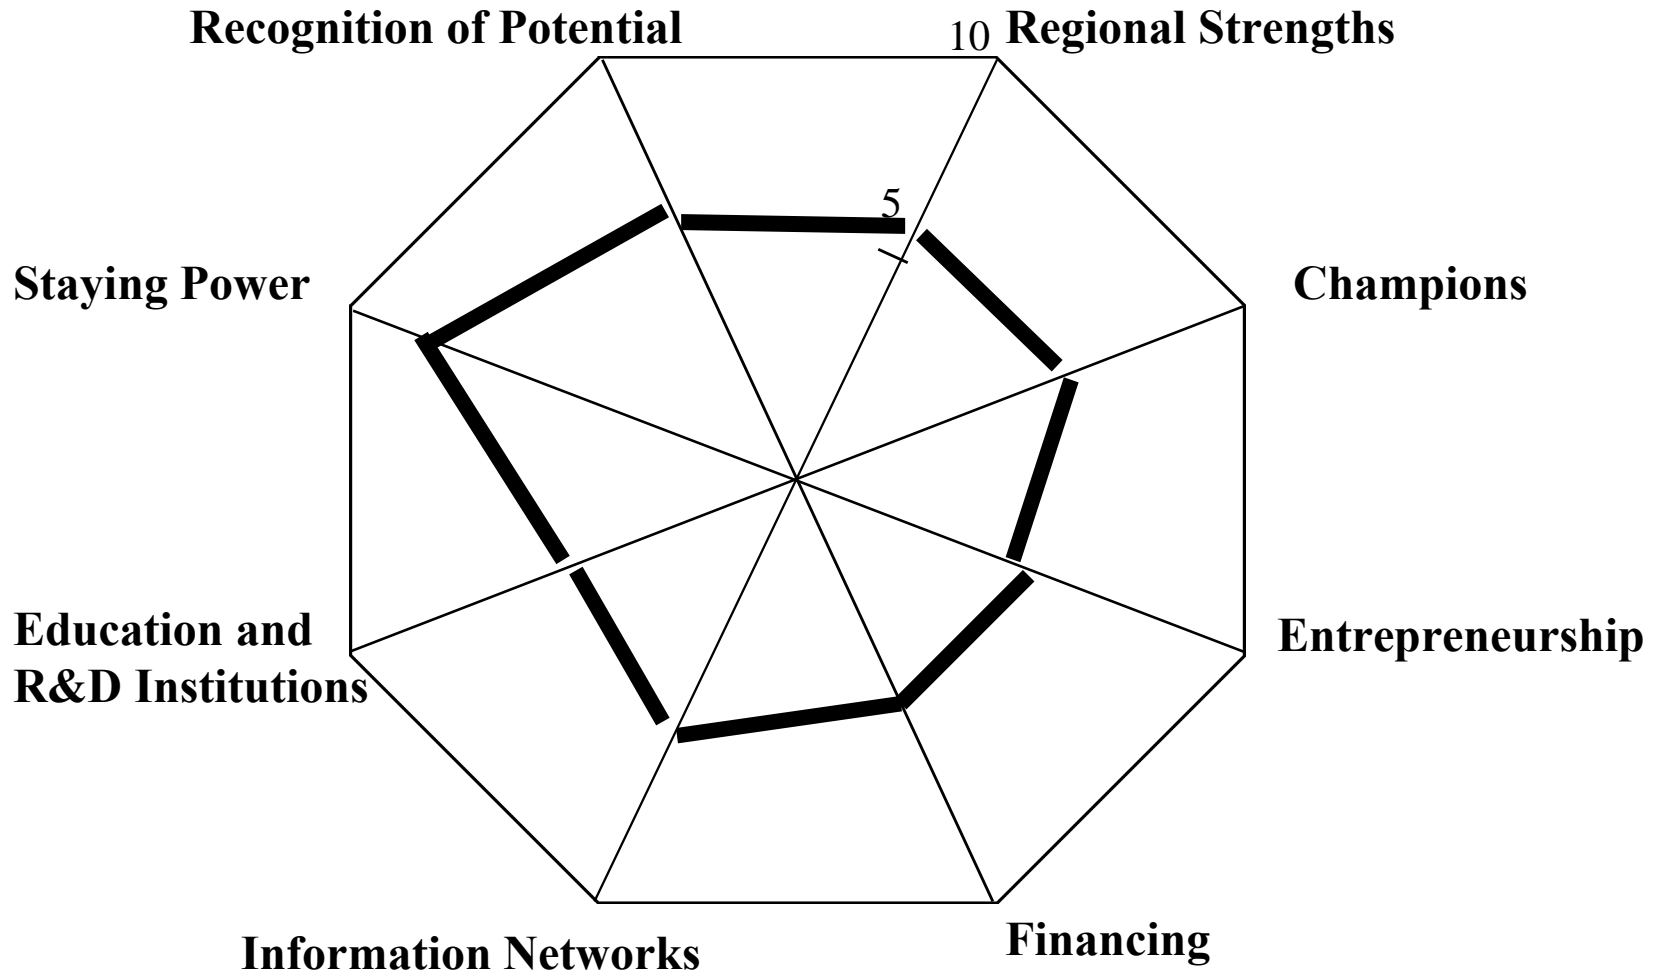 Recognition of Potential
10 Regional Strengths
5
Staying Power
Champions
Education and
R&D Institutions
Entrepreneurship
Information Networks
Financing